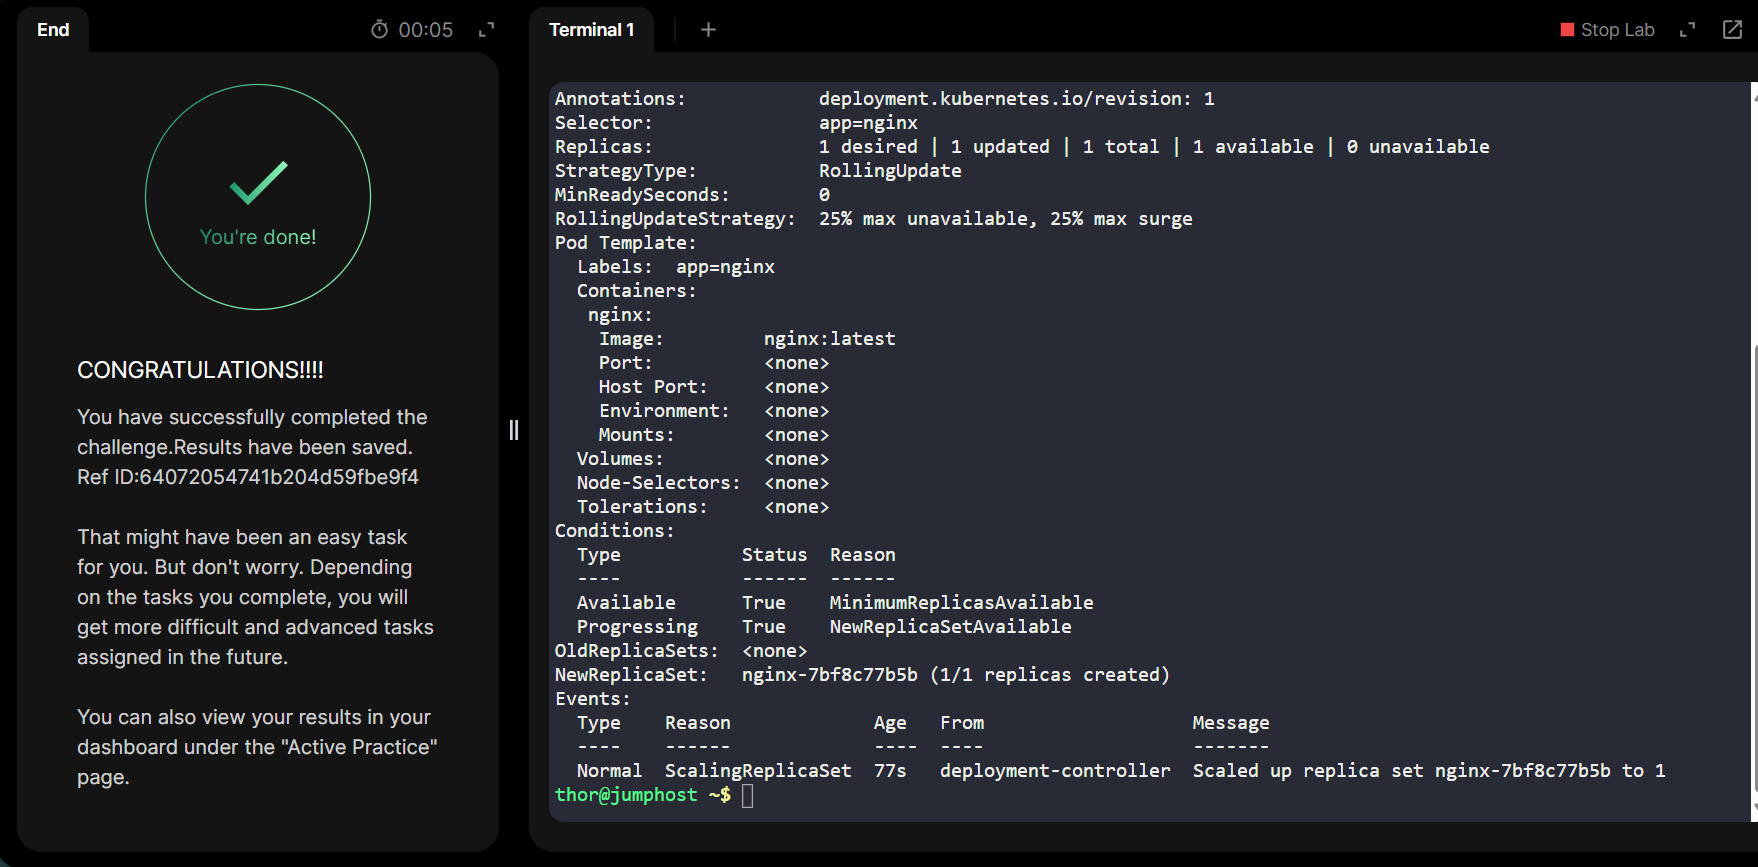 End
00:05
You're done!
CONGRATULATIONS!!!!
You have successfully completed the
challenge.Results have been saved.
Ref ID:64072054741b204d59fbe9f4
That might have been an easy task
for you. But don't worry. Depending
on the tasks you complete, you will
get more difficult and advanced tasks
assigned in the future.
You can also view your results in your
dashboard under the "Active Practice"
page.
Terminal 1
+
Stop Lab
Annotations:            deployment.kubernetes.io/revision: 1
Selector:               app=nginx
Replicas:               1 desired | 1 updated | 1 total | 1 available | 0 unavailable
StrategyType:           RollingUpdate
MinReadySeconds:        0
RollingUpdateStrategy:  25% max unavailable, 25% max surge
Pod Template:
  Labels:  app=nginx
  Containers:
   nginx:
    Image:         nginx:latest
    Port:          <none>
    Host Port:     <none>
    Environment:   <none>
    Mounts:        <none>
  Volumes:         <none>
  Node-Selectors:  <none>
  Tolerations:     <none>
Conditions:
  Type           Status  Reason
  ----           ------  ------
  Available      True    MinimumReplicasAvailable
  Progressing    True    NewReplicaSetAvailable
OldReplicaSets:  <none>
NewReplicaSet:   nginx-7bf8c77b5b (1/1 replicas created)
Events:
  Type    Reason             Age   From                   Message
  ----    ------             ----  ----                   -------
  Normal  ScalingReplicaSet  77s   deployment-controller  Scaled up replica set nginx-7bf8c77b5b to 1
thor@jumphost ~$